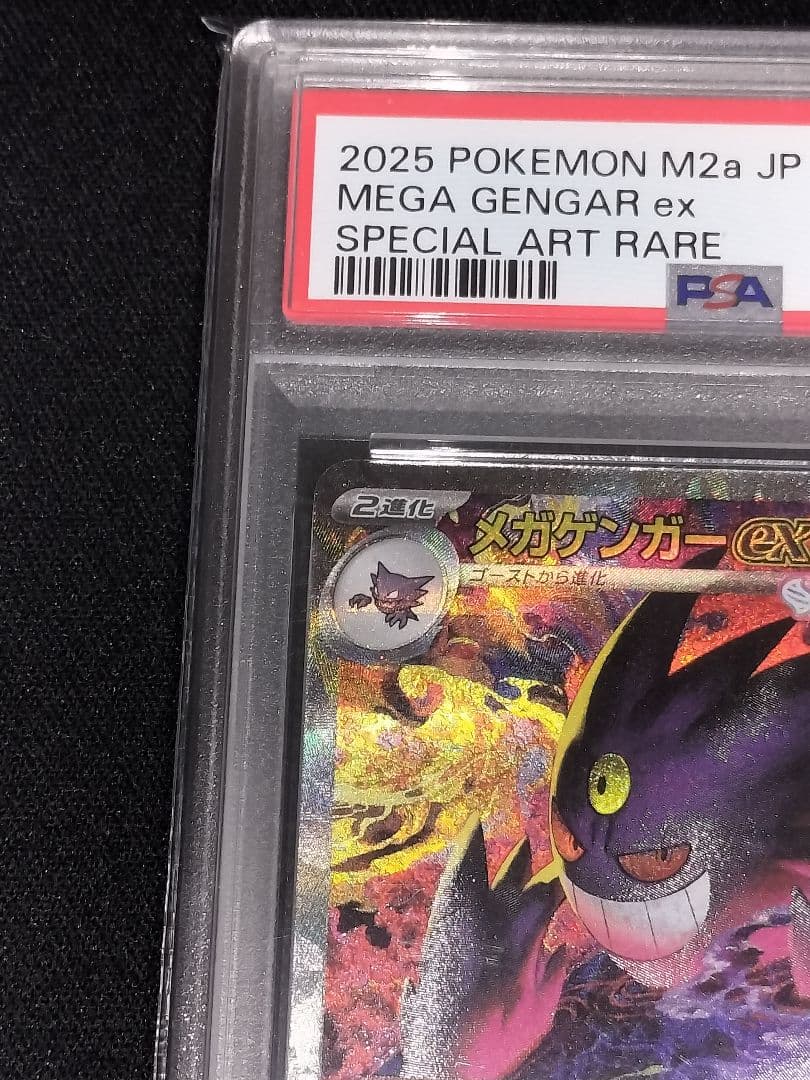 2025 POKEMON M2a JP
MEGA GENGAR ex
SPECIAL ART RARE
PSA
2進化
メガゲンガーex
ゴーストから進化